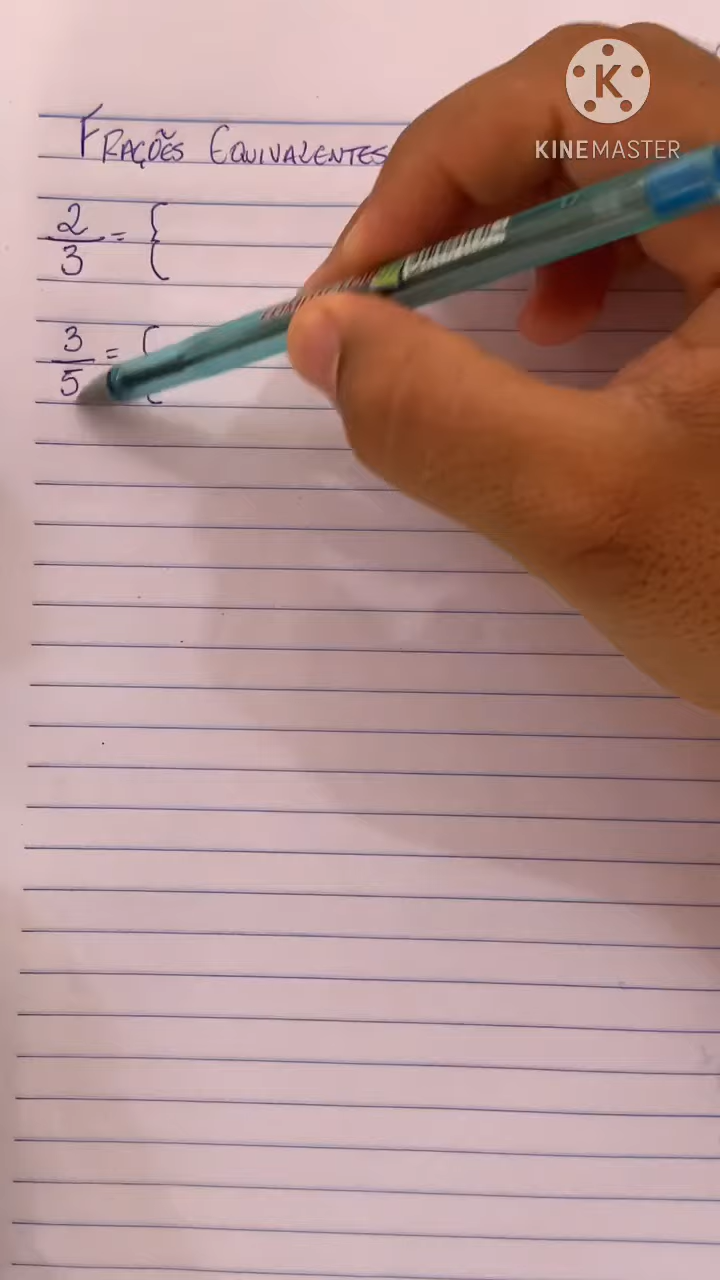 FRAÇÕES EQUIVALENTES
2/3 = {
3/5 = {
K
KINEMASTER